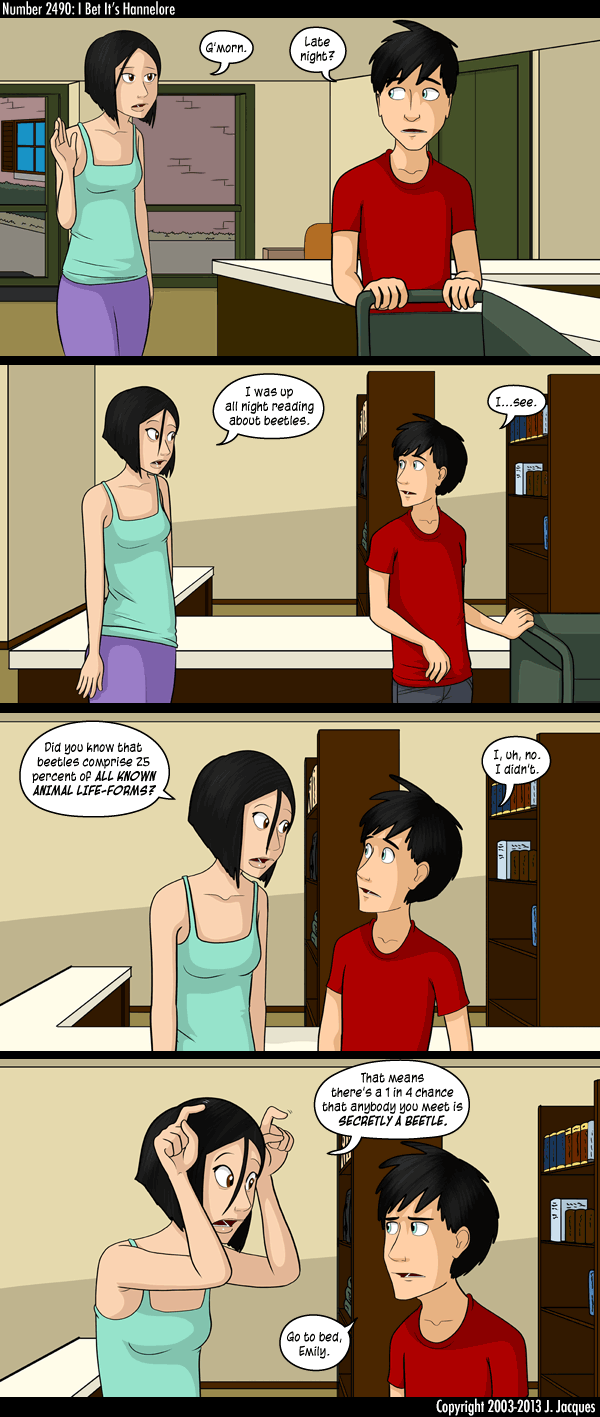 Number 2490: I Bet It's Hannelore
G'morn.
Late
night?
I was up
all night reading
about beetles.
I...see.
Did you know that
beetles comprise 25
percent of ALL KNOWN
ANIMAL LIFE-FORMS?
I, uh, no.
I didn't.
That means
there's a 1 in 4 chance
that anybody you meet is
SECRETLY A BEETLE.
Go to bed,
Emily.
Copyright 2003-2013 J. Jacques